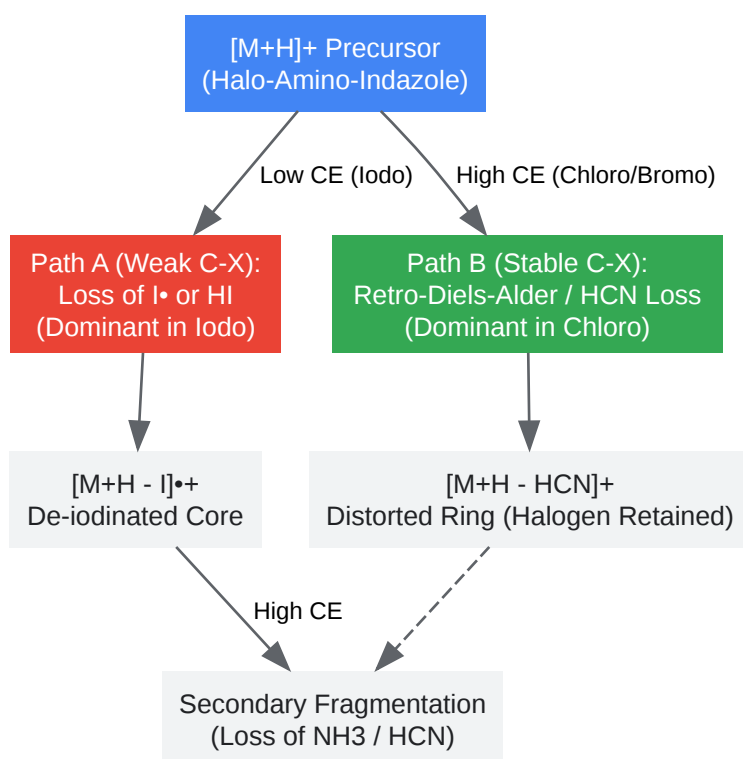 [M+H]+ Precursor
(Halo-Amino-Indazole)
Low CE (Iodo)
High CE (Chloro/Bromo)
Path A (Weak C-X):
Loss of I• or HI
(Dominant in Iodo)
Path B (Stable C-X):
Retro-Diels-Alder / HCN Loss
(Dominant in Chloro)
[M+H - I]•+
De-iodinated Core
[M+H - HCN]+
Distorted Ring (Halogen Retained)
High CE
Secondary Fragmentation
(Loss of NH3 / HCN)